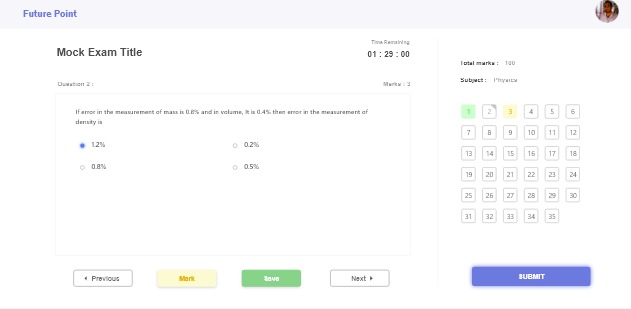 Future Point
Mock Exam Title
Time Remaining
01 : 29 : 00
Question 2 :
Marks : 3
If error in the measurement of mass is 0.8% and in volume, It is 0.4% then error in the measurement of
density is
1.2%
0.2%
0.8%
0.5%
Previous
Mark
Save
Next
Total marks : 100
Subject : Physics
1 2 3 4 5 6
7 8 9 10 11 12
13 14 15 16 17 18
19 20 21 22 23 24
25 26 27 28 29 30
31 32 33 34 35
SUBMIT